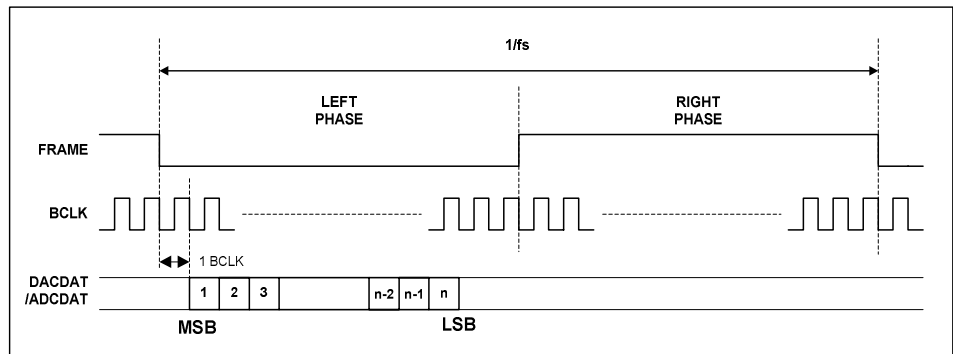 1/fs
LEFT
PHASE
RIGHT
PHASE
FRAME
BCLK
1 BCLK
DACDAT
/ADCDAT
1 2 3 n-2 n-1 n
MSB LSB